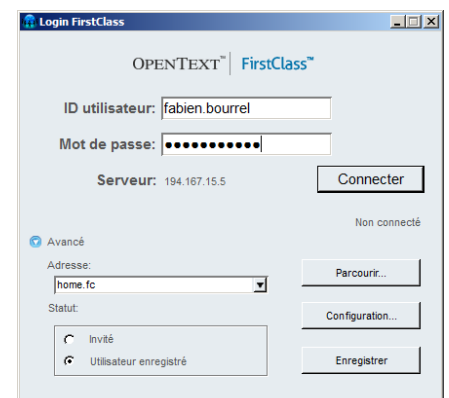 Login FirstClass
OPENTEXT™ FirstClass™
ID utilisateur: fabien.bourrel
Mot de passe: ●●●●●●●●●●●
Serveur: 194.167.15.5 Connecter
Non connecté
Avancé
Adresse:
home.fc Parcourir...
Statut:
Configuration...
Invité
Utilisateur enregistré Enregistrer